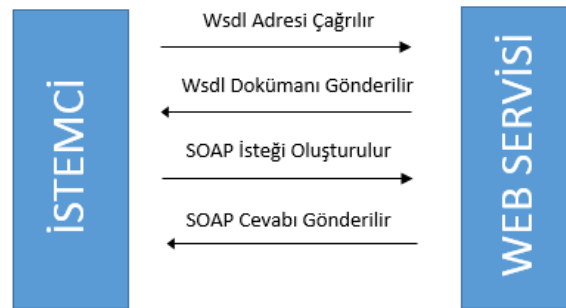 İSTEMCİ
Wsdl Adresi Çağrılır
Wsdl Dokümanı Gönderilir
SOAP İsteği Oluşturulur
SOAP Cevabı Gönderilir
WEB SERVİSİ